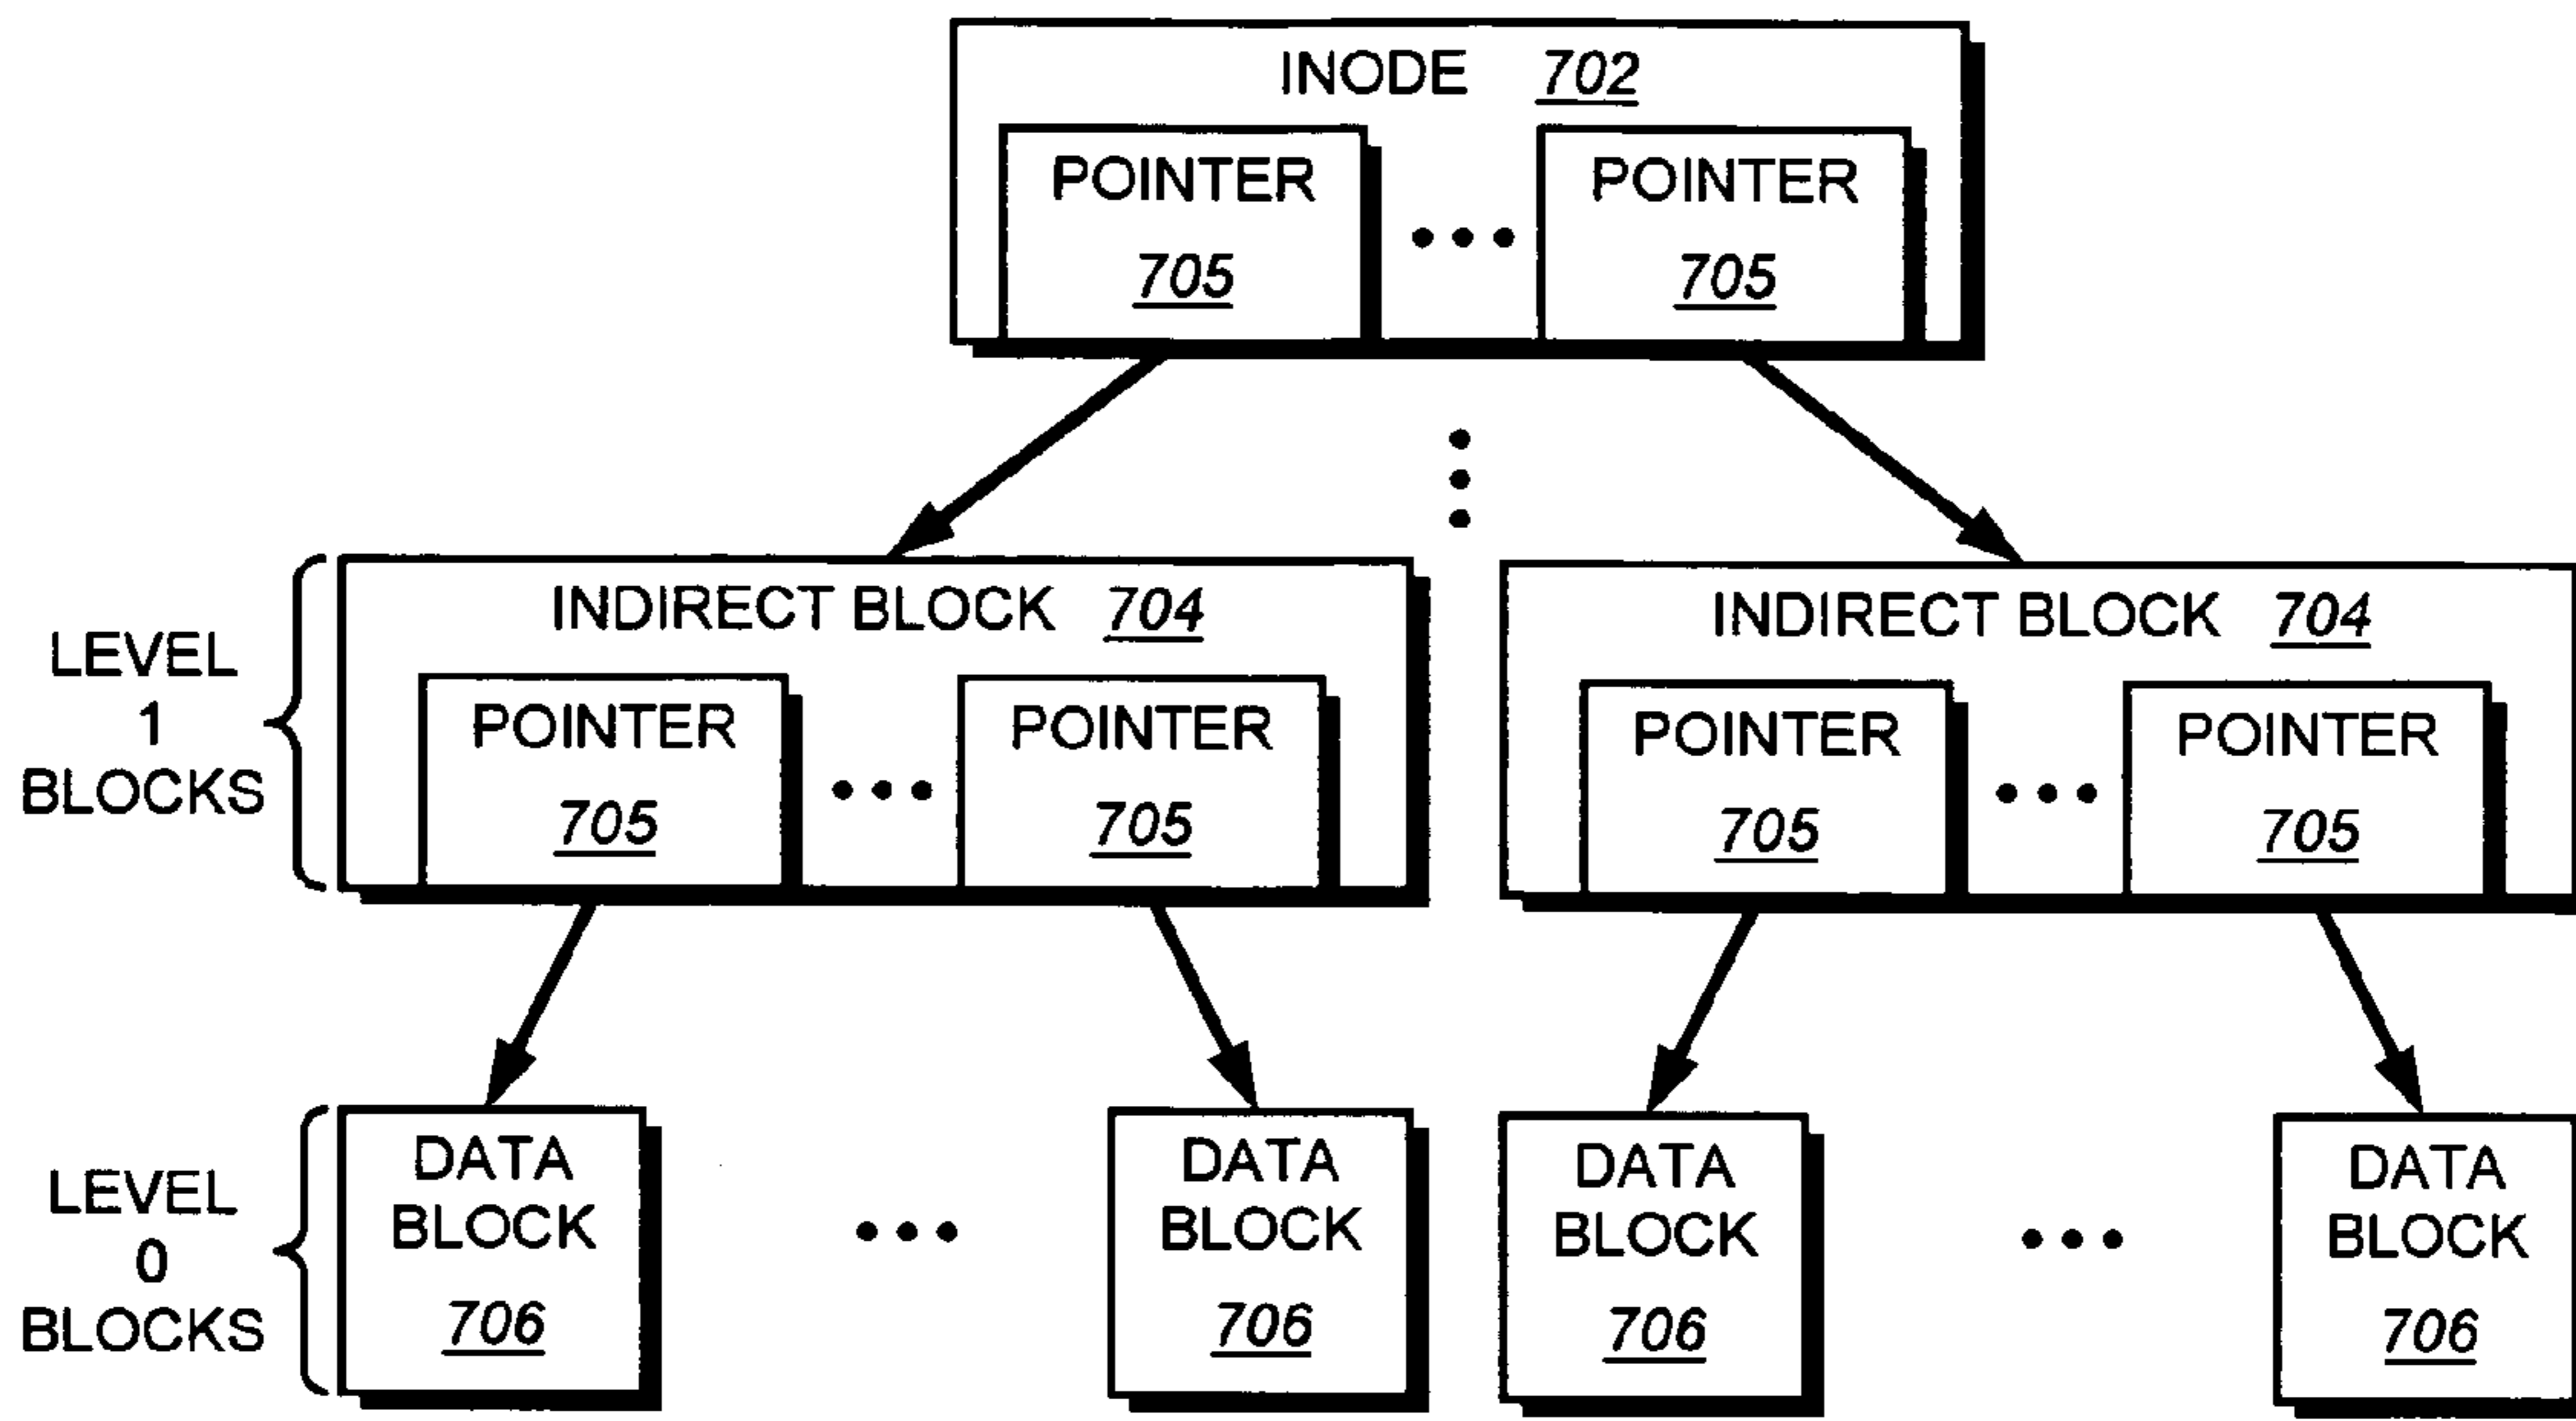 INODE 702
POINTER POINTER
705 705
INDIRECT BLOCK 704 INDIRECT BLOCK 704
LEVEL
1
BLOCKS
POINTER POINTER POINTER POINTER
705 705 705 705
LEVEL
0
BLOCKS
DATA
BLOCK
706
DATA
BLOCK
706
DATA
BLOCK
706
DATA
BLOCK
706